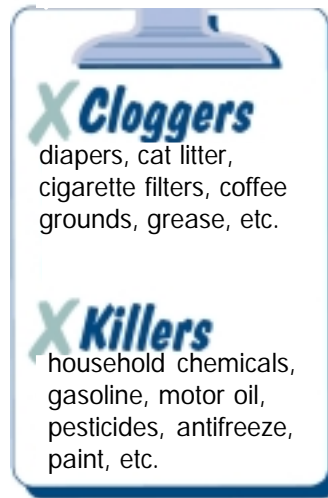 X Cloggers
diapers, cat litter,
cigarette filters, coffee
grounds, grease, etc.
X Killers
household chemicals,
gasoline, motor oil,
pesticides, antifreeze,
paint, etc.